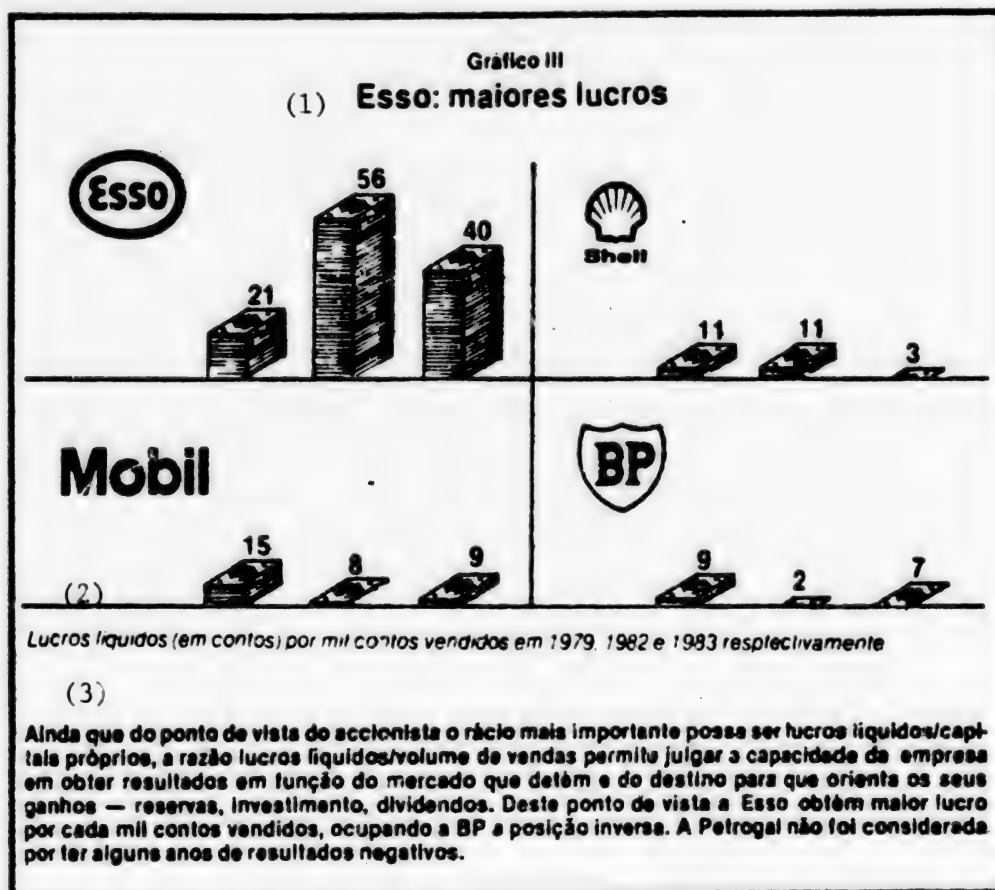 Gráfico III
(1) Esso: maiores lucros
Esso
21
56
40
Shell
11
11
3
Mobil
15
8
9
BP
9
2
7
(2)
Lucros líquidos (em contos) por mil contos vendidos em 1979, 1982 e 1983 resplectivamente
(3)
Ainda que do ponto de vista do accionista o rácio mais importante possa ser lucros líquidos/capi-
tais próprios, a razão lucros líquidos/volume de vendas permitu julgar a capacidade da empresa
em obter resultados em função do mercado que detém e do destino para que orienta os seus
ganhos — reservas, investimento, dividendos. Deste ponto de vista a Esso obtém maior lucro
por cada mil contos vendidos, ocupando a BP a posição inversa. A Petrogal não foi considerada
por ter alguns anos de resultados negativos.